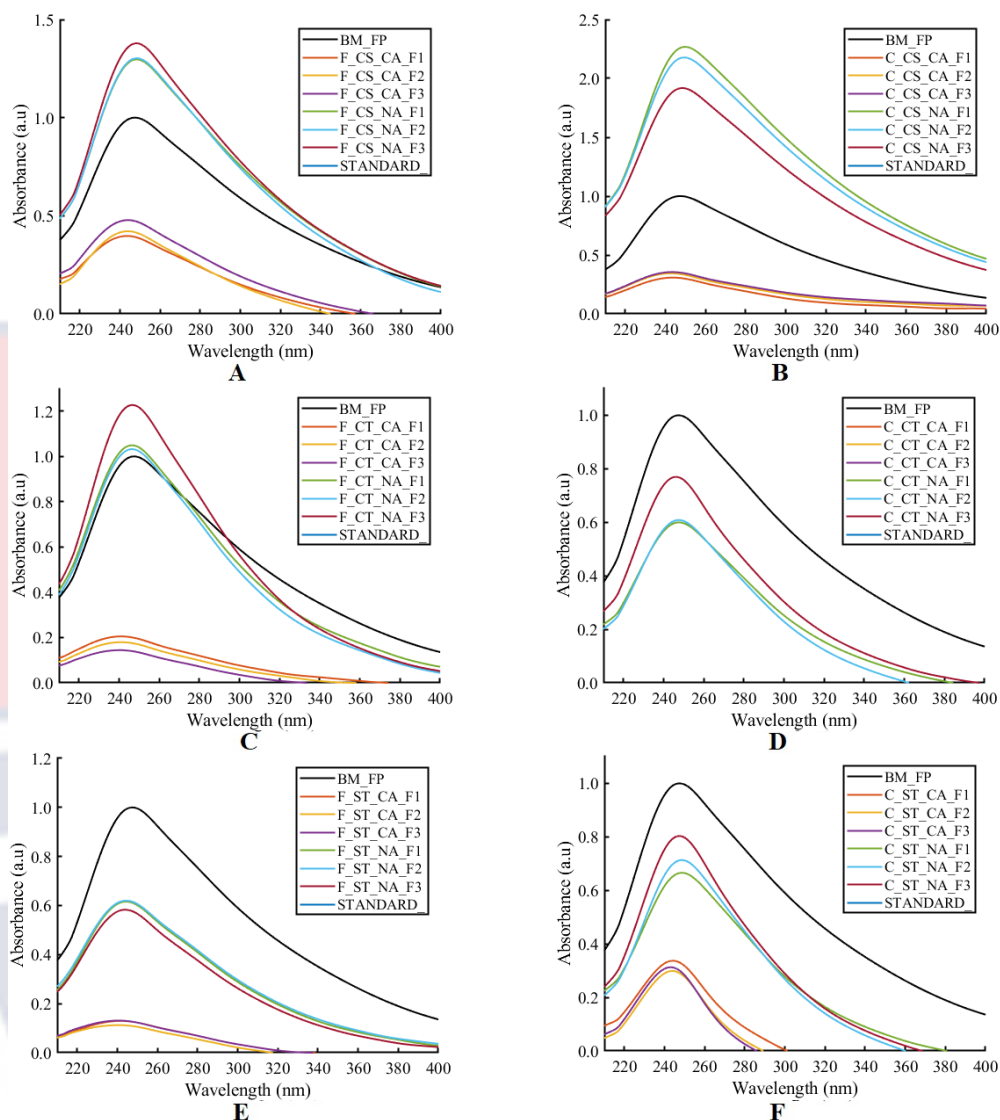 1.5
1.0
0.5
0.0
Absorbance (a.u)
220 240 260 280 300 320 340 360 380 400
Wavelength (nm)
BM_FP
F_CS_CA_F1
F_CS_CA_F2
F_CS_CA_F3
F_CS_NA_F1
F_CS_NA_F2
F_CS_NA_F3
STANDARD_
A
2.5
2.0
1.5
1.0
0.5
0.0
Absorbance (a.u)
220 240 260 280 300 320 340 360 380 400
Wavelength (nm)
BM_FP
C_CS_CA_F1
C_CS_CA_F2
C_CS_CA_F3
C_CS_NA_F1
C_CS_NA_F2
C_CS_NA_F3
STANDARD_
B
1.2
1.0
0.8
0.6
0.4
0.2
0.0
Absorbance (a.u)
220 240 260 280 300 320 340 360 380 400
Wavelength (nm)
BM_FP
F_CT_CA_F1
F_CT_CA_F2
F_CT_CA_F3
F_CT_NA_F1
F_CT_NA_F2
F_CT_NA_F3
STANDARD_
C
1.0
0.8
0.6
0.4
0.2
0.0
Absorbance (a.u)
220 240 260 280 300 320 340 360 380 400
Wavelength (nm)
BM_FP
C_CT_CA_F1
C_CT_CA_F2
C_CT_CA_F3
C_CT_NA_F1
C_CT_NA_F2
C_CT_NA_F3
STANDARD_
D
1.2
1.0
0.8
0.6
0.4
0.2
0.0
Absorbance (a.u)
220 240 260 280 300 320 340 360 380 400
Wavelength (nm)
BM_FP
F_ST_CA_F1
F_ST_CA_F2
F_ST_CA_F3
F_ST_NA_F1
F_ST_NA_F2
F_ST_NA_F3
STANDARD_
E
1.0
0.8
0.6
0.4
0.2
0.0
Absorbance (a.u)
220 240 260 280 300 320 340 360 380 400
Wavelength (nm)
BM_FP
C_ST_CA_F1
C_ST_CA_F2
C_ST_CA_F3
C_ST_NA_F1
C_ST_NA_F2
C_ST_NA_F3
STANDARD_
F